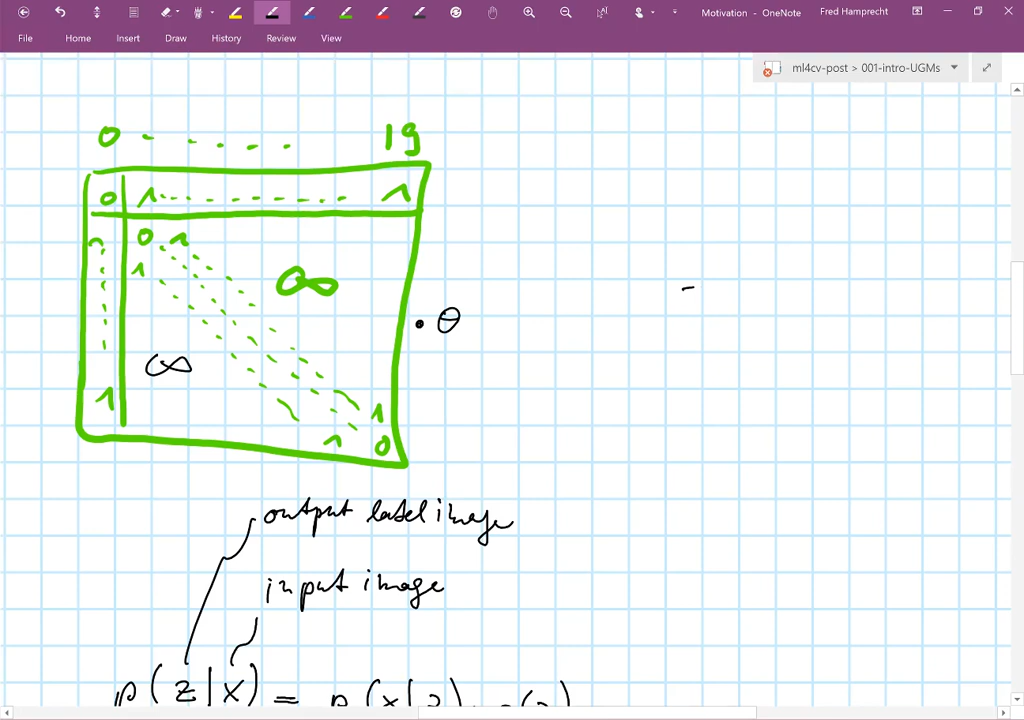 Motivation - OneNote Fred Hamprecht
File Home Insert Draw History Review View
ml4cv-post > 001-intro-UGMs
0 - . . . . . 19
0 1 . . . . . . . . . 1
1 0 1
1 ∞
· θ
∞
1 1
1 0
output label image
input image
p(z|x) = p(x|z) · p(z)